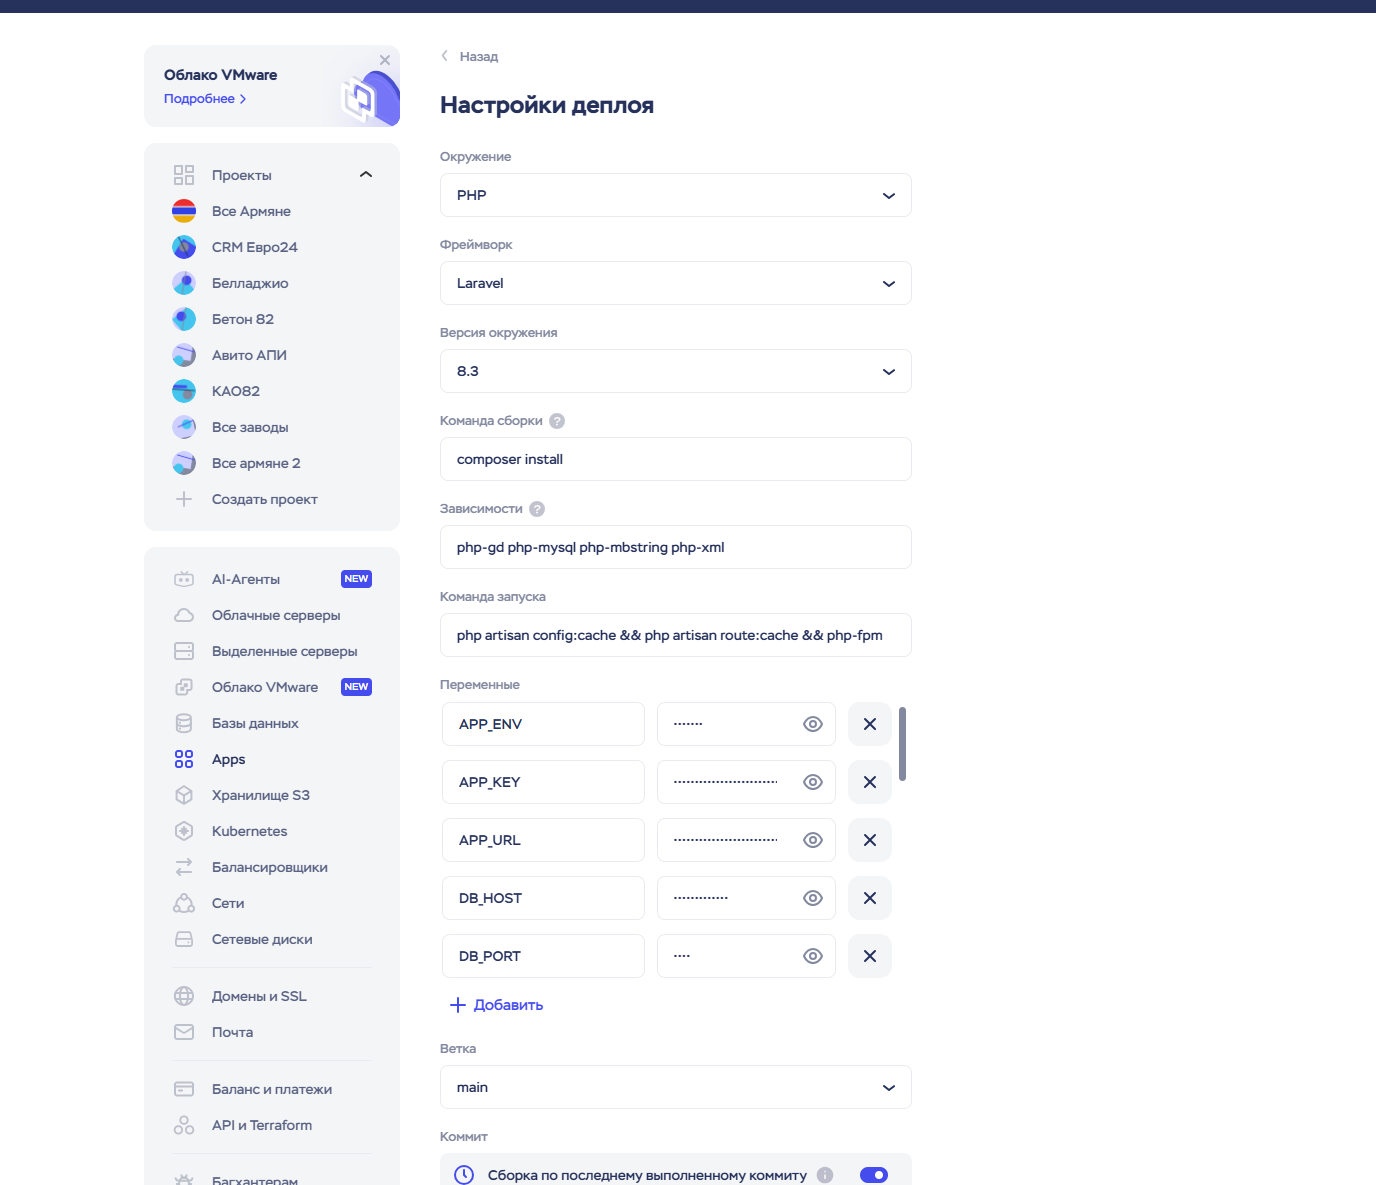 Облако VMware
Подробнее
Проекты
Все Армяне
CRM Евро24
Белладжио
Бетон 82
Авито АПИ
КАО82
Все заводы
Все армяне 2
Создать проект
AI-Агенты NEW
Облачные серверы
Выделенные серверы
Облако VMware NEW
Базы данных
Apps
Хранилище S3
Kubernetes
Балансировщики
Сети
Сетевые диски
Домены и SSL
Почта
Баланс и платежи
API и Terraform
Багхантерам
Назад
Настройки деплоя
Окружение
PHP
Фреймворк
Laravel
Версия окружения
8.3
Команда сборки ?
composer install
Зависимости ?
php-gd php-mysql php-mbstring php-xml
Команда запуска
php artisan config:cache && php artisan route:cache && php-fpm
Переменные
APP_ENV
APP_KEY
APP_URL
DB_HOST
DB_PORT
Добавить
Ветка
main
Коммит
Сборка по последнему выполненному коммиту